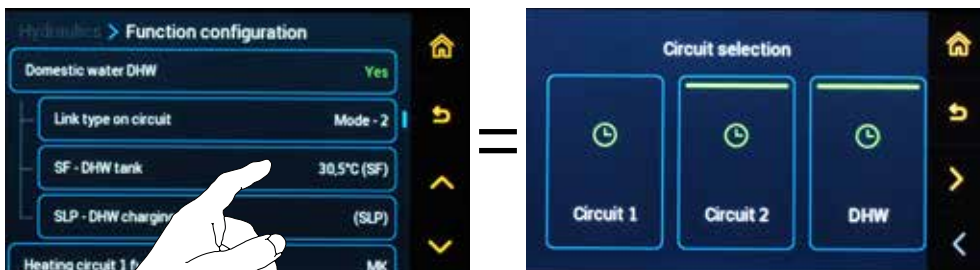 Hydraulics > Function configuration
Domestic water DHW Yes
Link type on circuit Mode - 2
SF - DHW tank 30,5°C (SF)
SLP - DHW charging (SLP)
Heating circuit 1 MK
=
Circuit selection
Circuit 1 Circuit 2 DHW